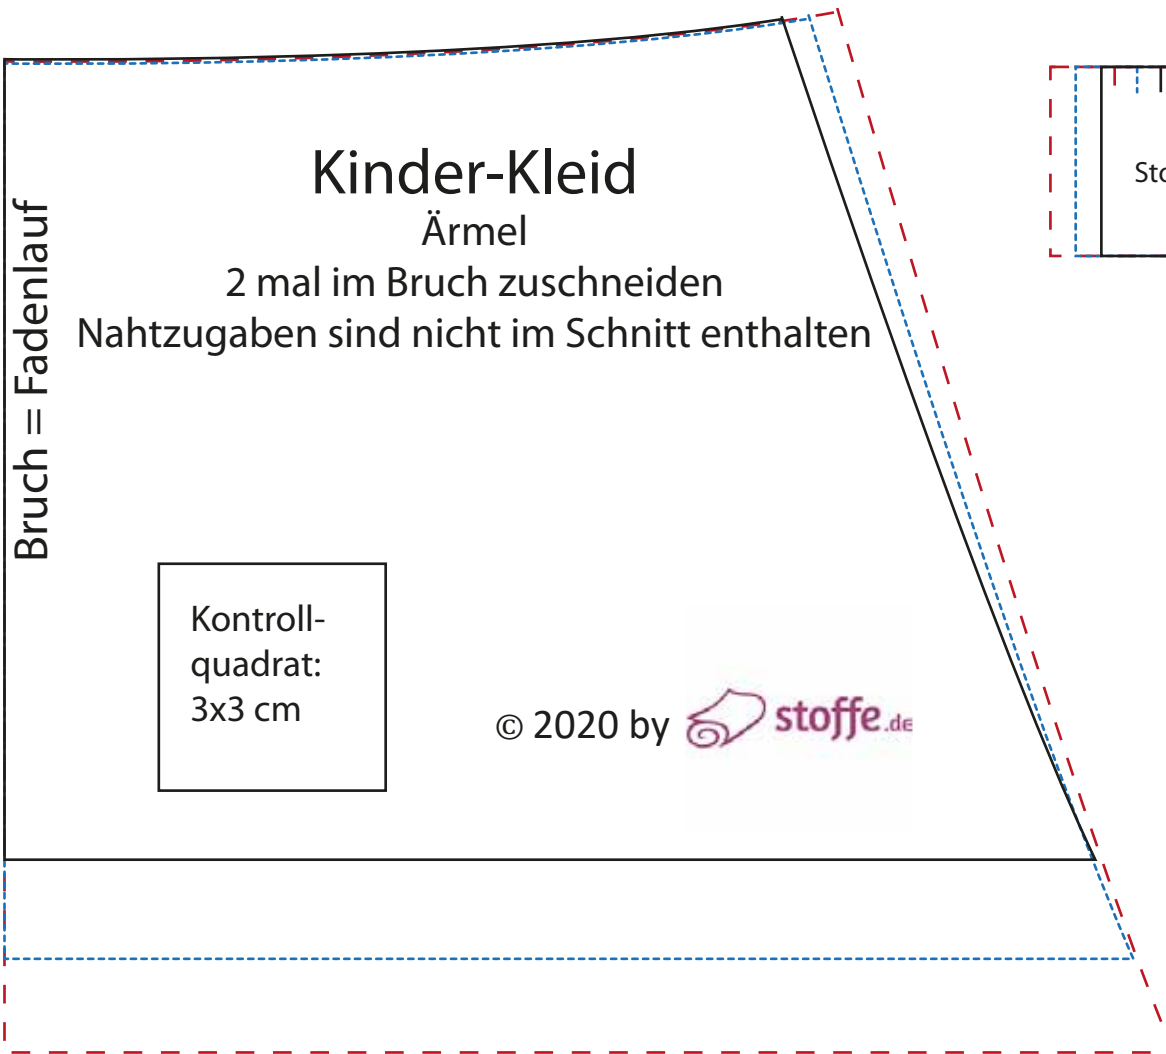 Kinder-Kleid
Ärmel
2 mal im Bruch zuschneiden
Nahtzugaben sind nicht im Schnitt enthalten
Bruch = Fadenlauf
Kontroll-
quadrat:
3x3 cm
© 2020 by stoffe.de
Sto